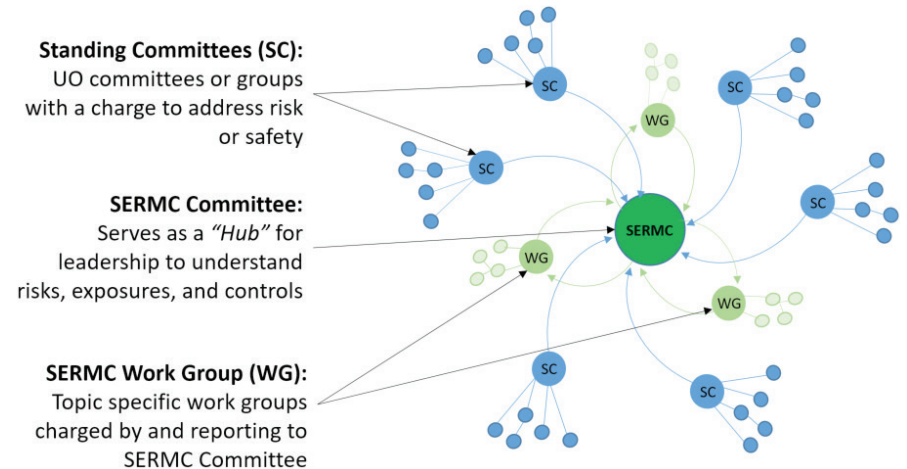 Standing Committees (SC):
UO committees or groups
with a charge to address risk
or safety
SERMC Committee:
Serves as a “Hub” for
leadership to understand
risks, exposures, and controls
SERMC Work Group (WG):
Topic specific work groups
charged by and reporting to
SERMC Committee
SC
SC
WG
SC
SC
SERMC
WG
WG
SC
SC